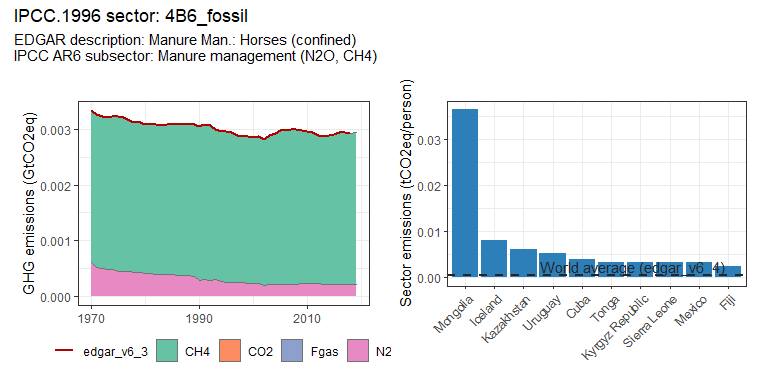 IPCC.1996 sector: 4B6_fossil
EDGAR description: Manure Man.: Horses (confined)
IPCC AR6 subsector: Manure management (N2O, CH4)
GHG emissions (GtCO2eq)
0.003
0.002
0.001
0.000
1970
1990
2010
edgar_v6_3
CH4
CO2
Fgas
N2
Sector emissions (tCO2eq/person)
0.03
0.02
0.01
0.00
World average (edgar_v6_4)
Mongolia
Iceland
Kazakhstan
Uruguay
Cuba
Tonga
Kyrgyz Republic
Sierra Leone
Mexico
Fiji